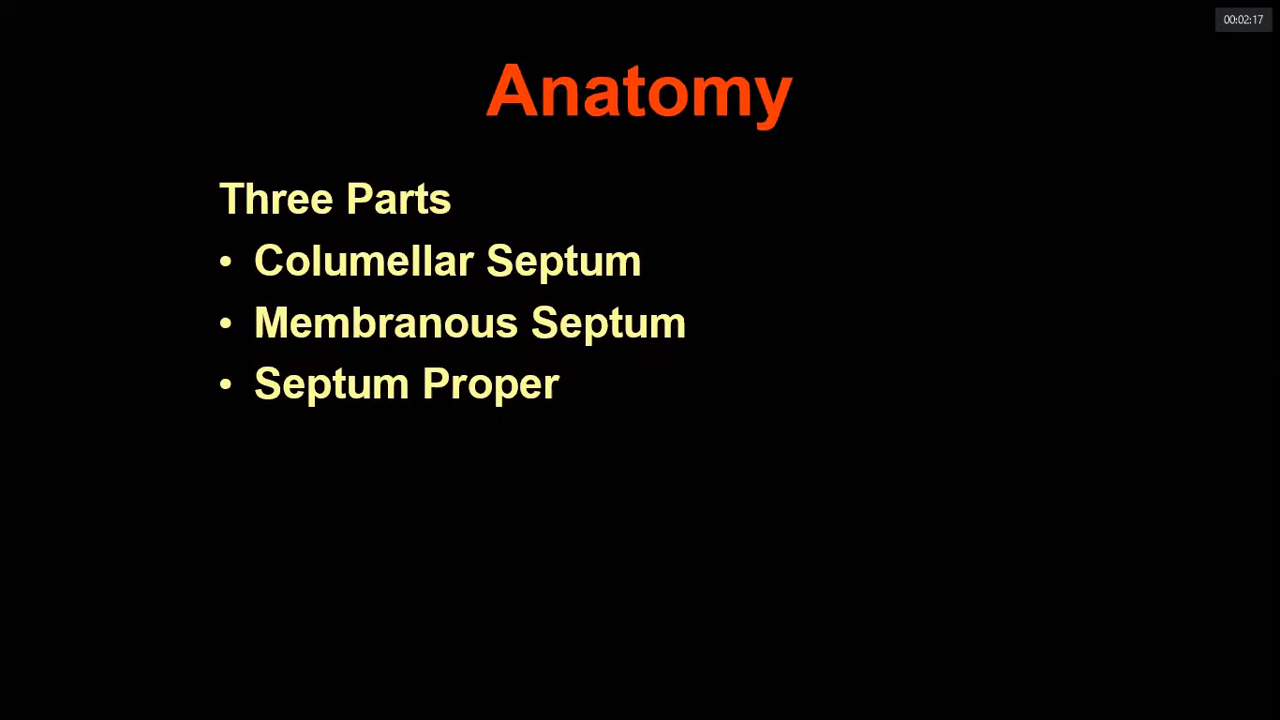 00:02:17
Anatomy
Three Parts
• Columellar Septum
• Membranous Septum
• Septum Proper